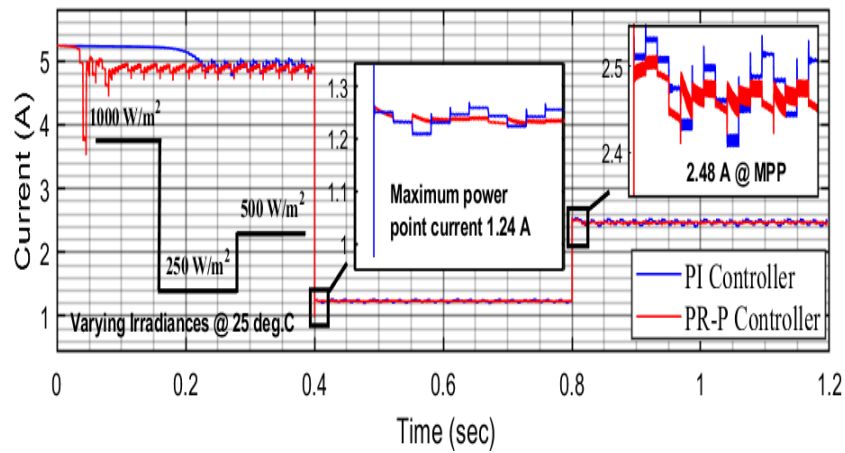 Current (A)
5
4
3
2
1
1000 W/m²
250 W/m²
500 W/m²
Varying Irradiances @ 25 deg.C
1.3
1.2
1.1
1
Maximum power
point current 1.24 A
2.5
2.4
2.48 A @ MPP
PI Controller
PR-P Controller
0
0.2
0.4
0.6
0.8
1
1.2
Time (sec)